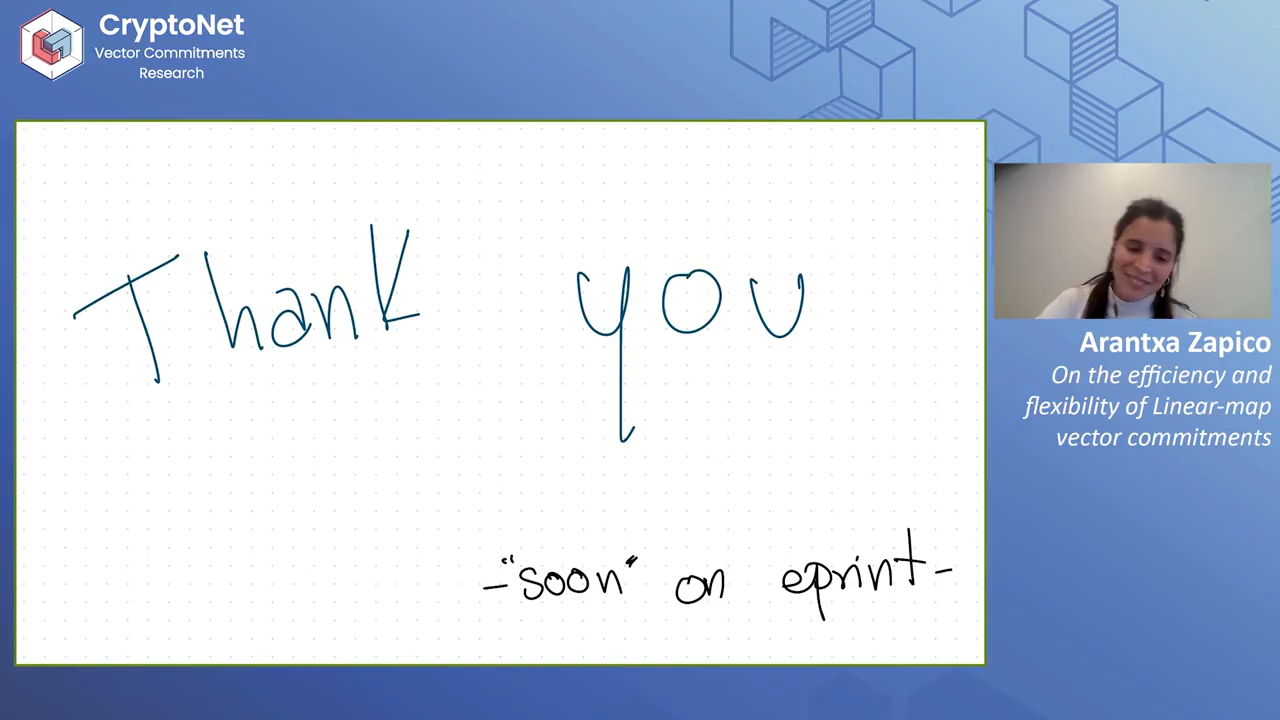 CryptoNet
Vector Commitments
Research
Thank you
-"soon" on eprint-
Arantxa Zapico
On the efficiency and
flexibility of Linear-map
vector commitments